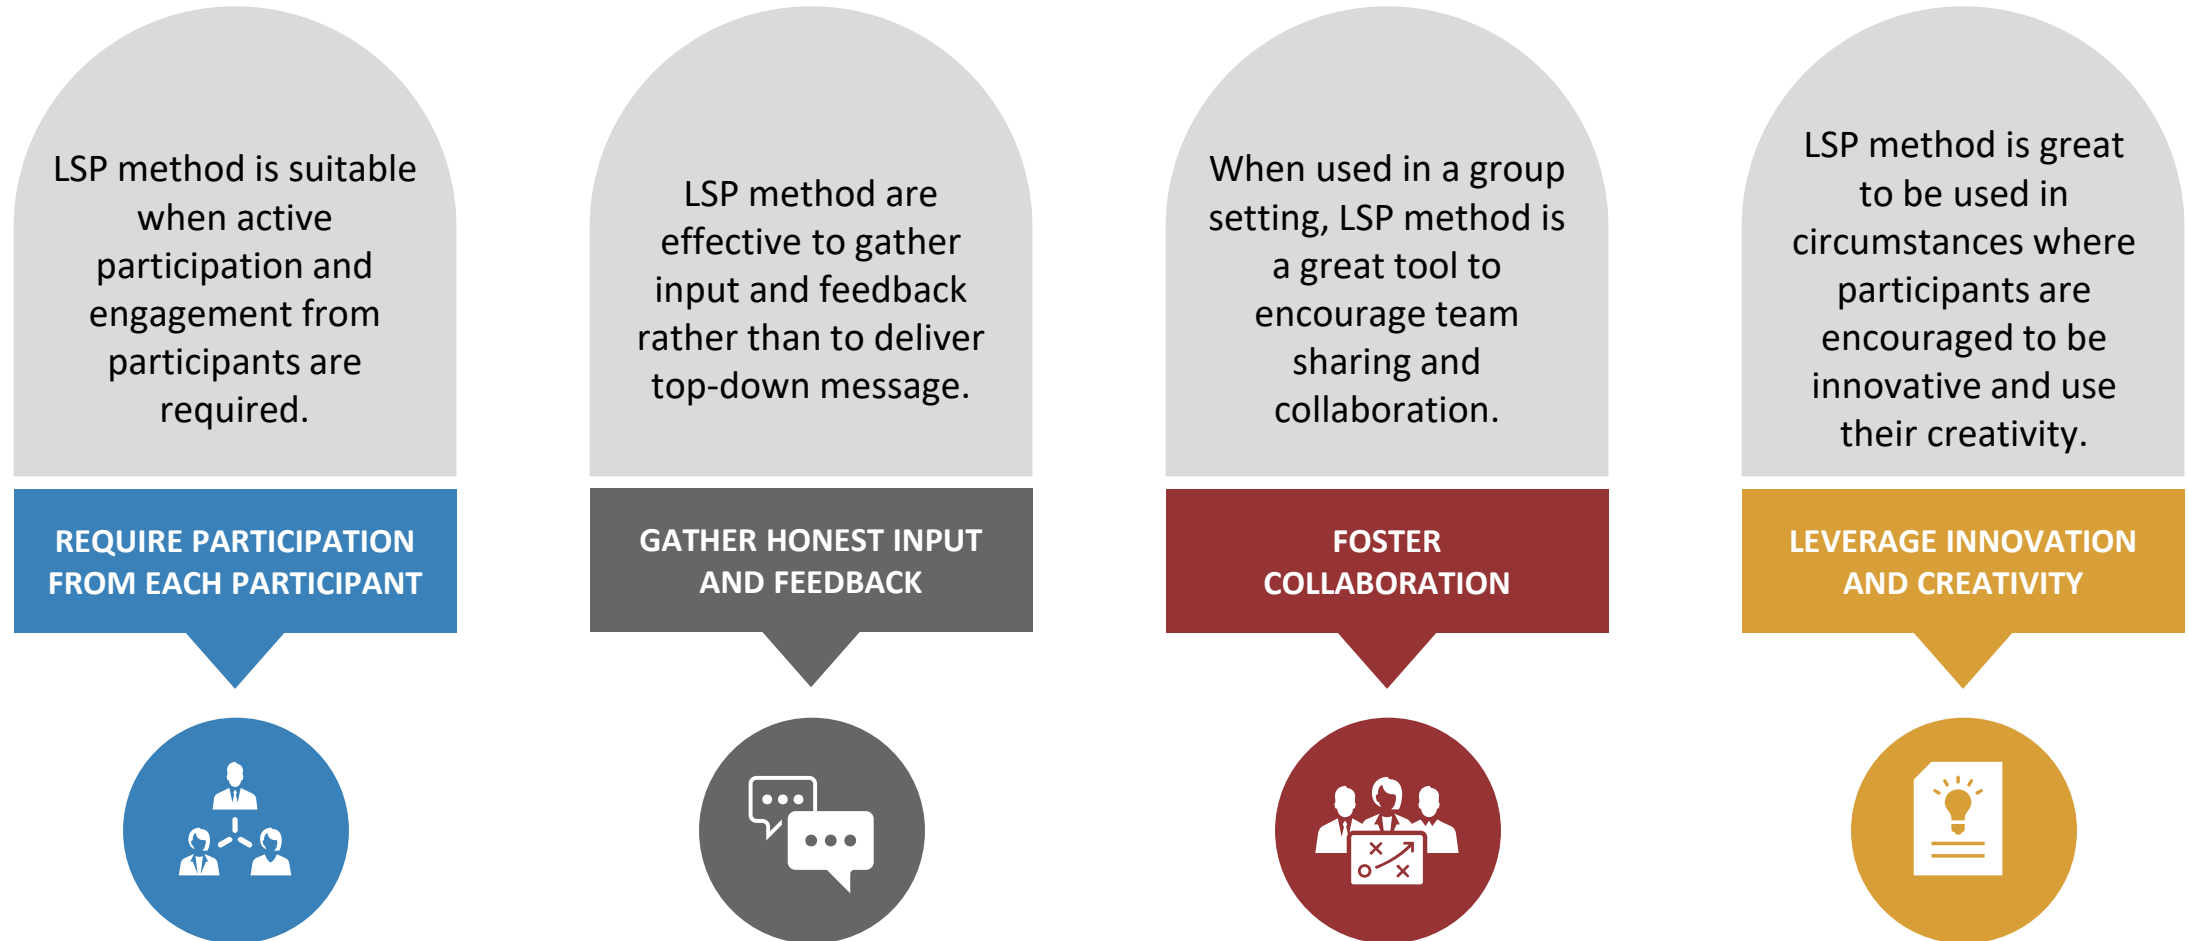 LSP method is suitable
when active
participation and
engagement from
participants are
required.
REQUIRE PARTICIPATION
FROM EACH PARTICIPANT
LSP method are
effective to gather
input and feedback
rather than to deliver
top-down message.
GATHER HONEST INPUT
AND FEEDBACK
When used in a group
setting, LSP method is
a great tool to
encourage team
sharing and
collaboration.
FOSTER
COLLABORATION
LSP method is great
to be used in
circumstances where
participants are
encouraged to be
innovative and use
their creativity.
LEVERAGE INNOVATION
AND CREATIVITY